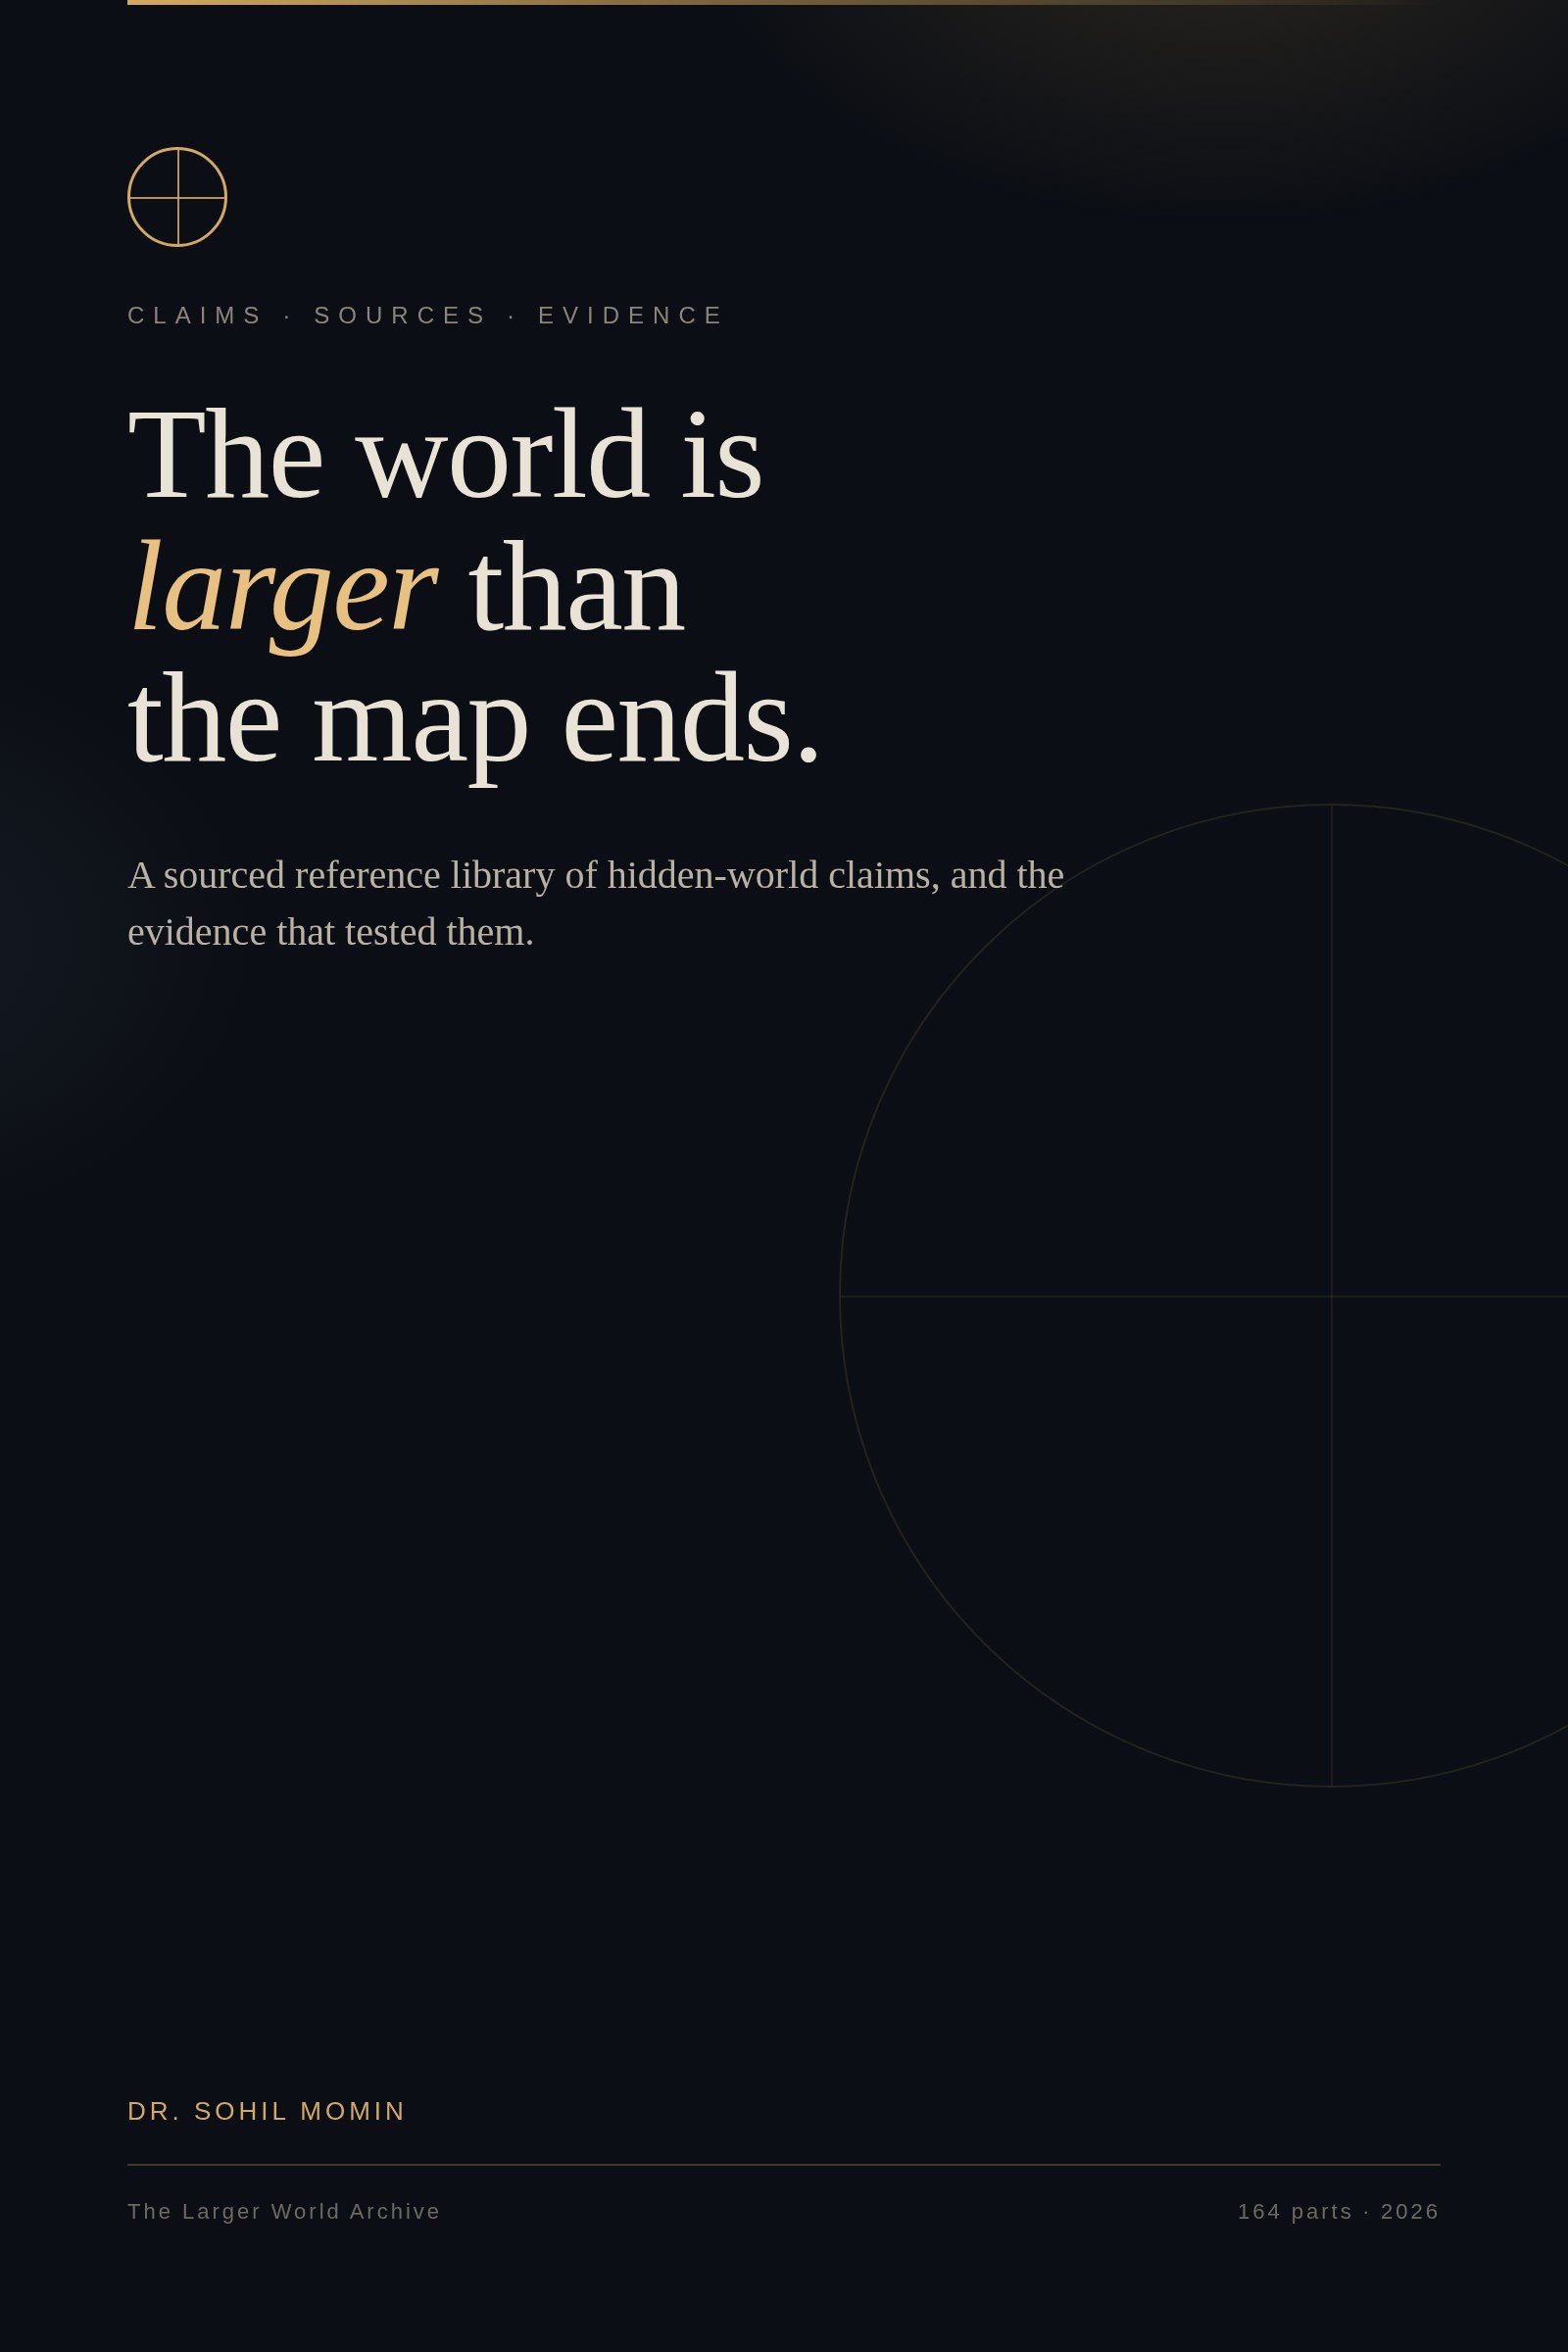 CLAIMS · SOURCES · EVIDENCE
The world is
larger than
the map ends.
A sourced reference library of hidden-world claims, and the
evidence that tested them.
DR. SOHIL MOMIN
The Larger World Archive
164 parts · 2026